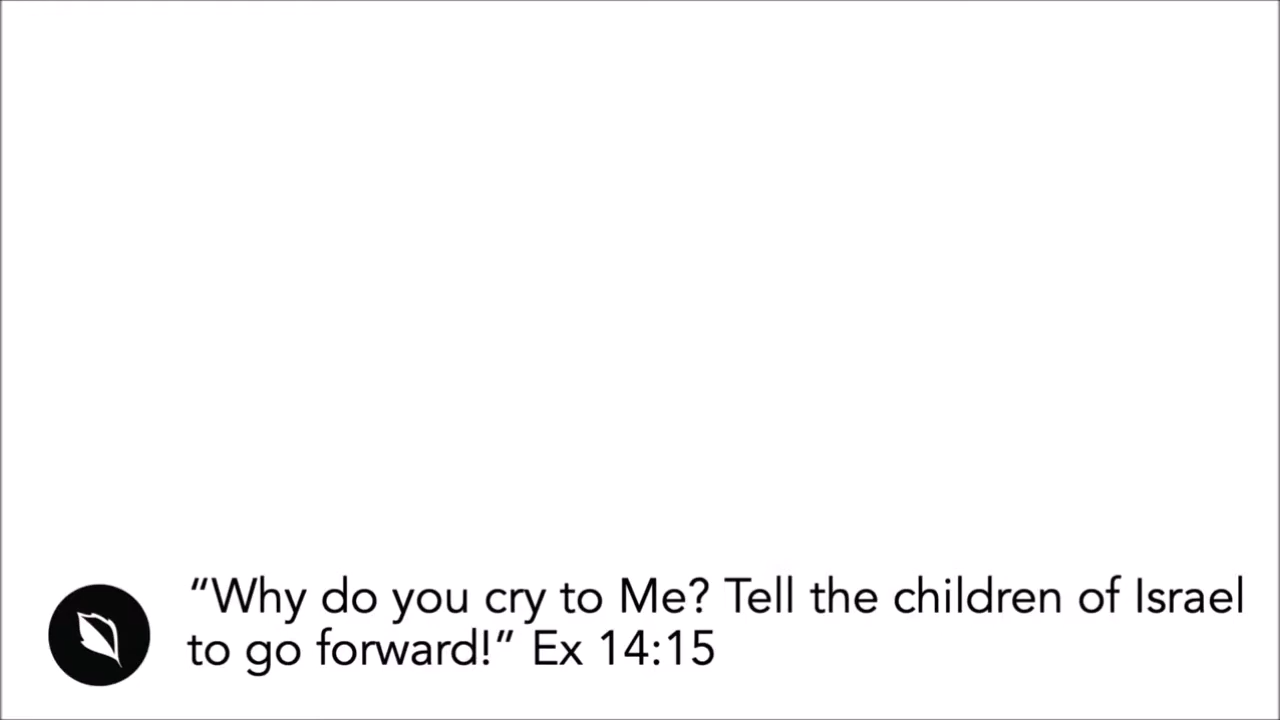 “Why do you cry to Me? Tell the children of Israel
to go forward!” Ex 14:15